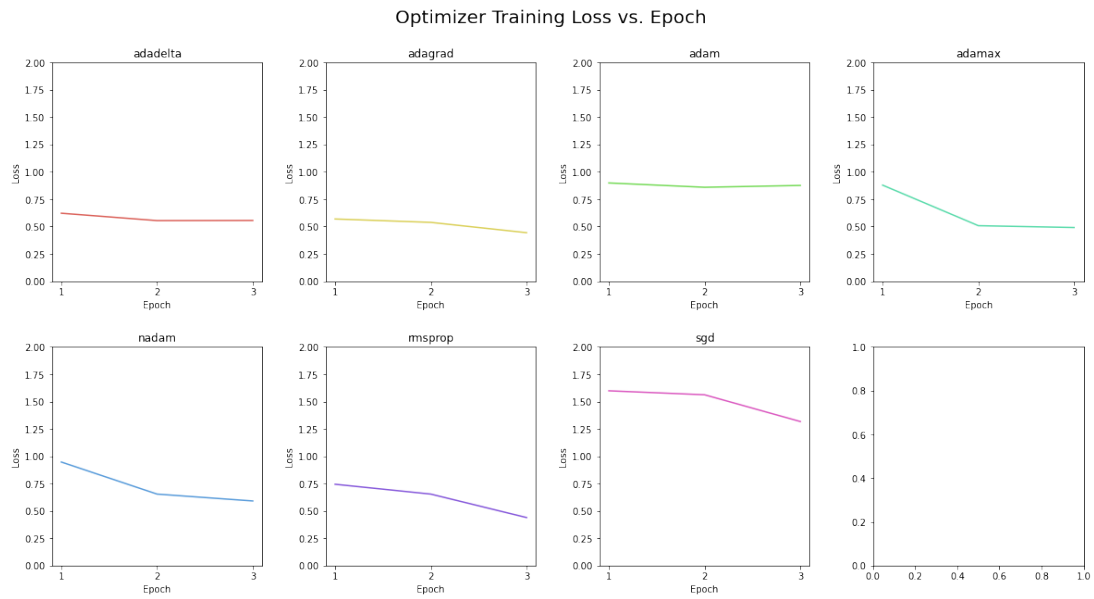 Optimizer Training Loss vs. Epoch
adadelta
2.00
1.75
1.50
1.25
1.00
0.75
0.50
0.25
0.00
Loss
1 2 3
Epoch
adagrad
2.00
1.75
1.50
1.25
1.00
0.75
0.50
0.25
0.00
Loss
1 2 3
Epoch
adam
2.00
1.75
1.50
1.25
1.00
0.75
0.50
0.25
0.00
Loss
1 2 3
Epoch
adamax
2.00
1.75
1.50
1.25
1.00
0.75
0.50
0.25
0.00
Loss
1 2 3
Epoch
nadam
2.00
1.75
1.50
1.25
1.00
0.75
0.50
0.25
0.00
Loss
1 2 3
Epoch
rmsprop
2.00
1.75
1.50
1.25
1.00
0.75
0.50
0.25
0.00
Loss
1 2 3
Epoch
sgd
2.00
1.75
1.50
1.25
1.00
0.75
0.50
0.25
0.00
Loss
1 2 3
Epoch
1.0
0.8
0.6
0.4
0.2
0.0
0.0 0.2 0.4 0.6 0.8 1.0